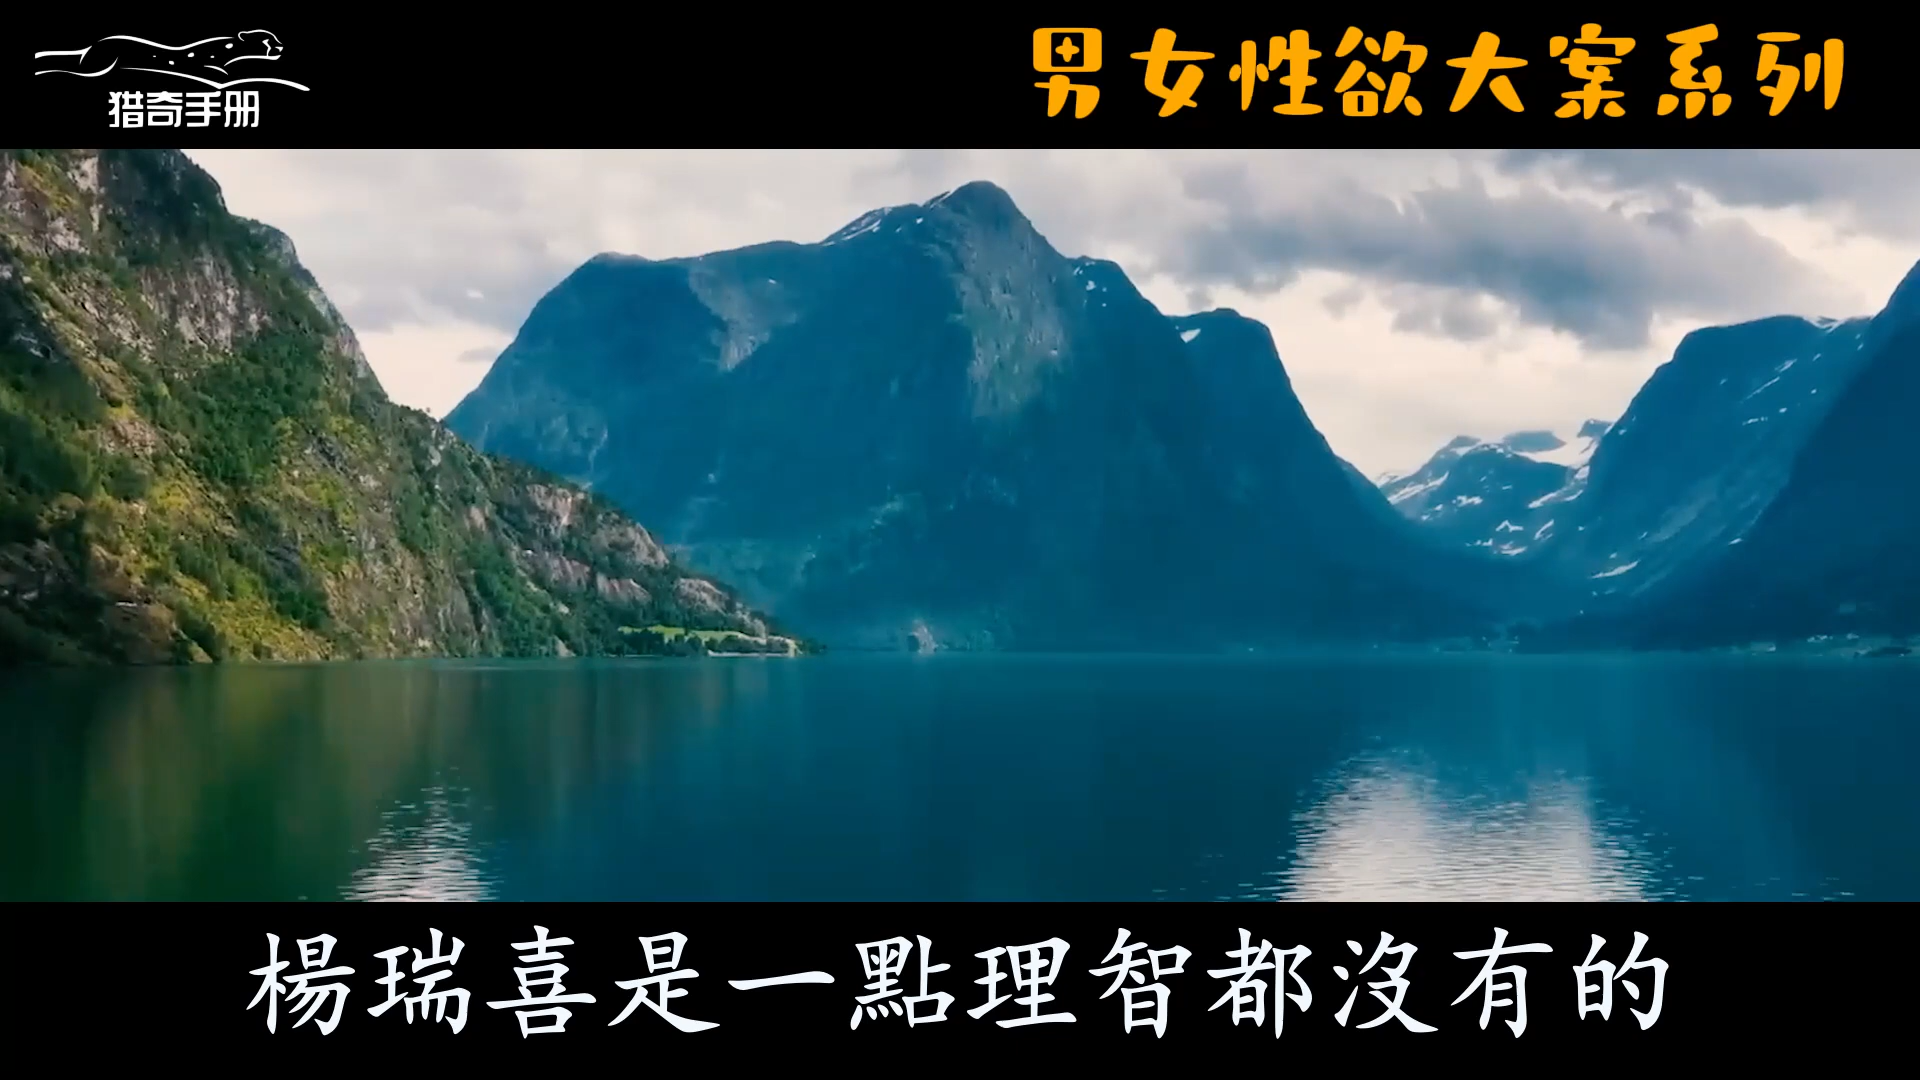 猎奇手册
男女性欲大案系列
楊瑞喜是一點理智都沒有的